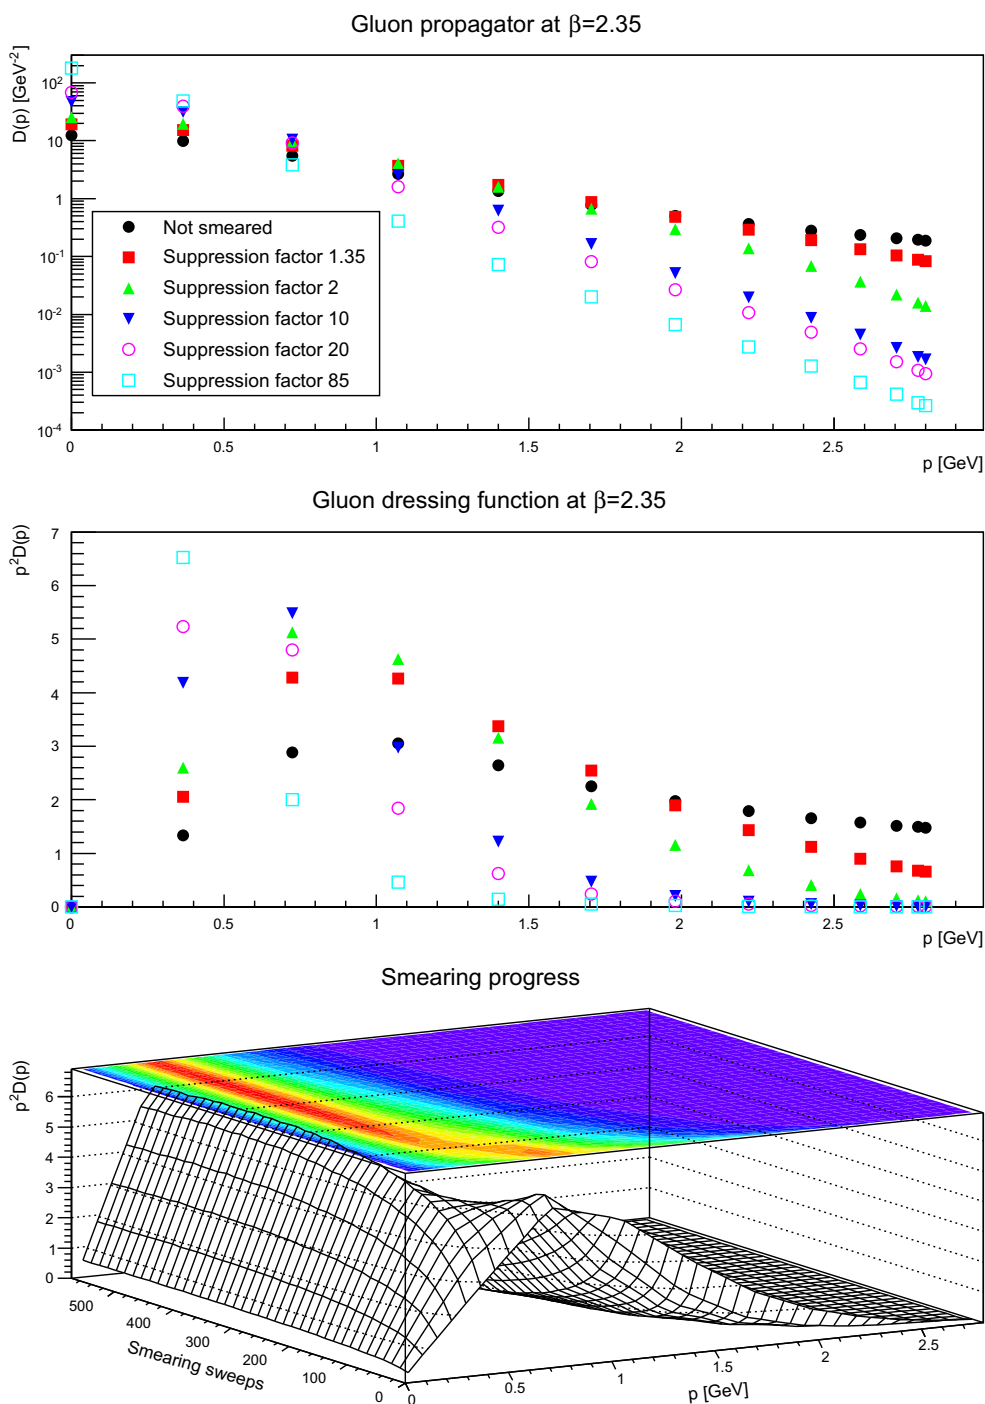 Gluon propagator at β=2.35
D(p) [GeV⁻²]
10²
10
1
10⁻¹
10⁻²
10⁻³
10⁻⁴
Not smeared
Suppression factor 1.35
Suppression factor 2
Suppression factor 10
Suppression factor 20
Suppression factor 85
0 0.5 1 1.5 2 2.5
p [GeV]
Gluon dressing function at β=2.35
p²D(p)
7
6
5
4
3
2
1
0
0 0.5 1 1.5 2 2.5
p [GeV]
Smearing progress
p²D(p)
6
5
4
3
2
1
0
500 400 300 200 100 0
Smearing sweeps
0 0.5 1 1.5 2 2.5
p [GeV]